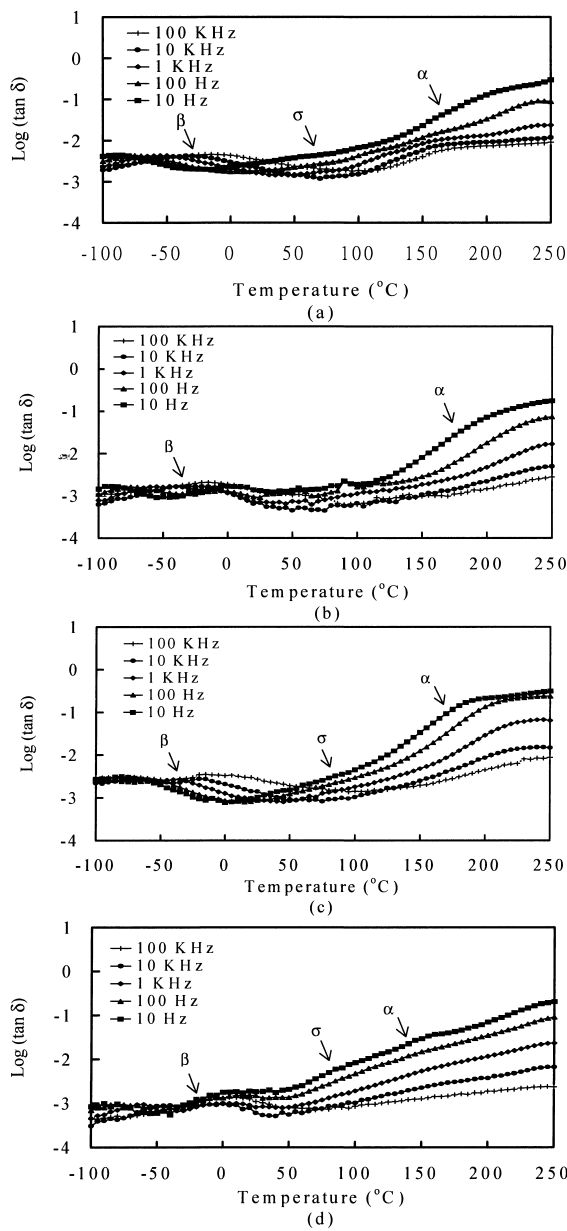 1
0
-1
-2
-3
-4
Log (tan δ)
100 KHz
10 KHz
1 KHz
100 Hz
10 Hz
β
σ
α
-100 -50 0 50 100 150 200 250
Temperature (°C)
(a)
1
0
-1
-2
-3
-4
Log (tan δ)
100 KHz
10 KHz
1 KHz
100 Hz
10 Hz
β
α
-100 -50 0 50 100 150 200 250
Temperature (°C)
(b)
1
0
-1
-2
-3
-4
Log (tan δ)
100 KHz
10 KHz
1 KHz
100 Hz
10 Hz
β
σ
α
-100 -50 0 50 100 150 200 250
Temperature (°C)
(c)
1
0
-1
-2
-3
-4
Log (tan δ)
100 KHz
10 KHz
1 KHz
100 Hz
10 Hz
β
σ
α
-100 -50 0 50 100 150 200 250
Temperature (°C)
(d)